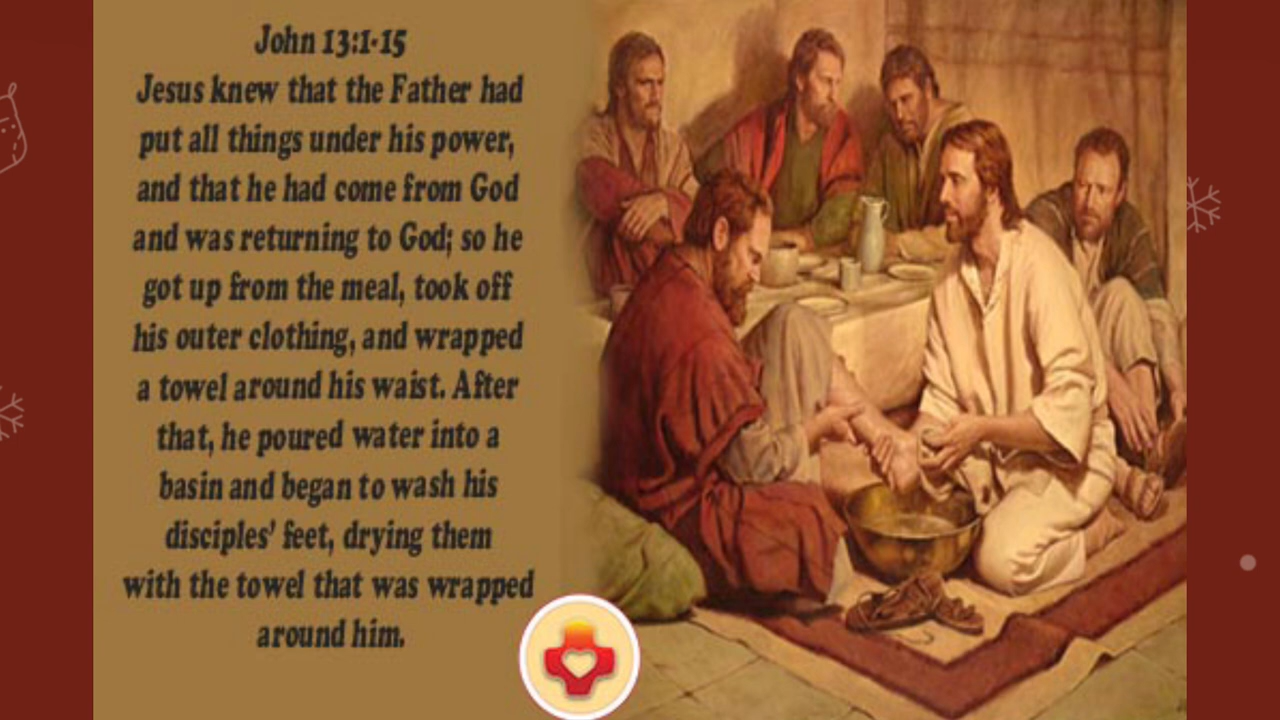 John 13:1-15
Jesus knew that the Father had
put all things under his power,
and that he had come from God
and was returning to God; so he
got up from the meal, took off
his outer clothing, and wrapped
a towel around his waist. After
that, he poured water into a
basin and began to wash his
disciples' feet, drying them
with the towel that was wrapped
around him.